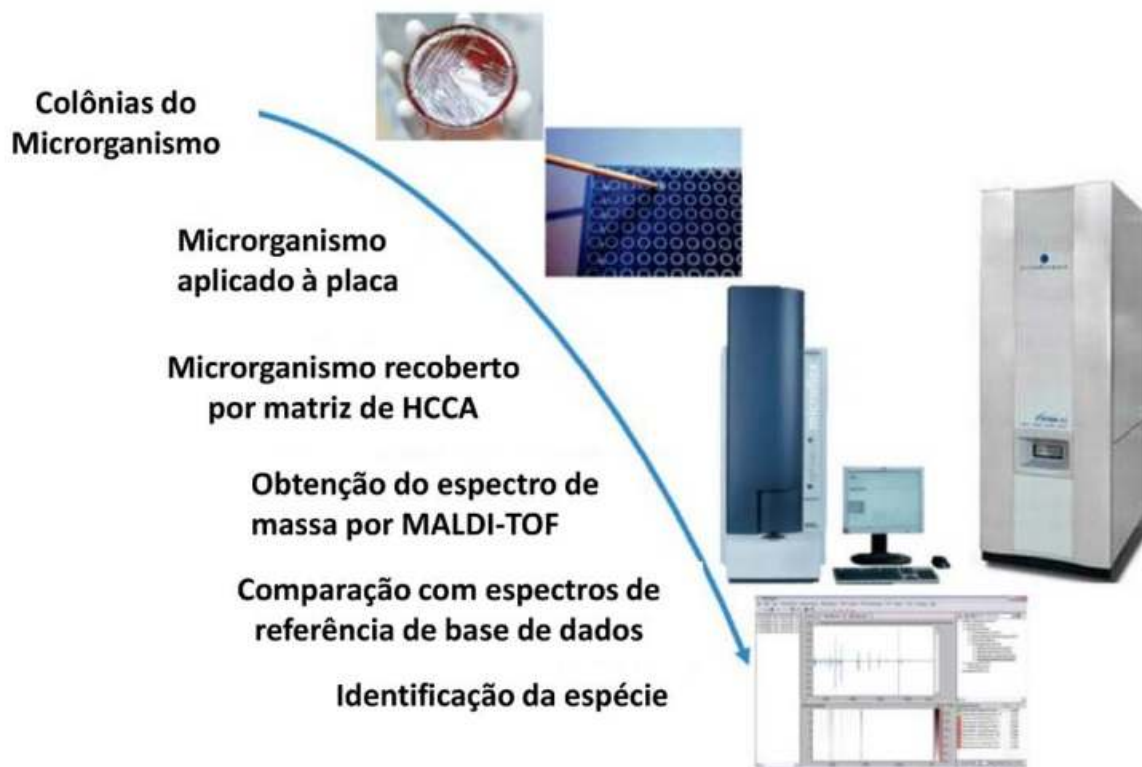 Colônias do
Microrganismo
Microrganismo
aplicado à placa
Microrganismo recoberto
por matriz de HCCA
Obtenção do espectro de
massa por MALDI-TOF
Comparação com espectros de
referência de base de dados
Identificação da espécie